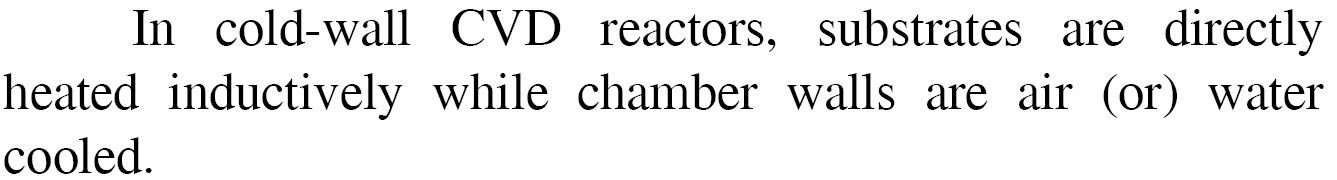 In cold-wall CVD reactors, substrates are directly
heated inductively while chamber walls are air (or) water
cooled.